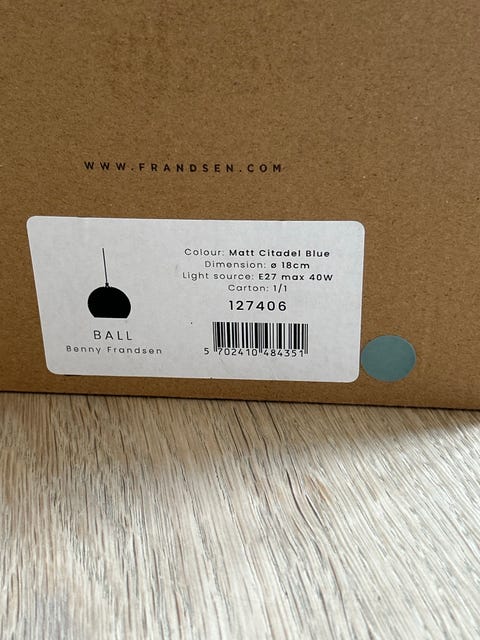 WWW.FRANDSEN.COM
Colour: Matt Citadel Blue
Dimension: ø 18cm
Light source: E27 max 40W
Carton: 1/1
127406
5 702410 484351
BALL
Benny Frandsen